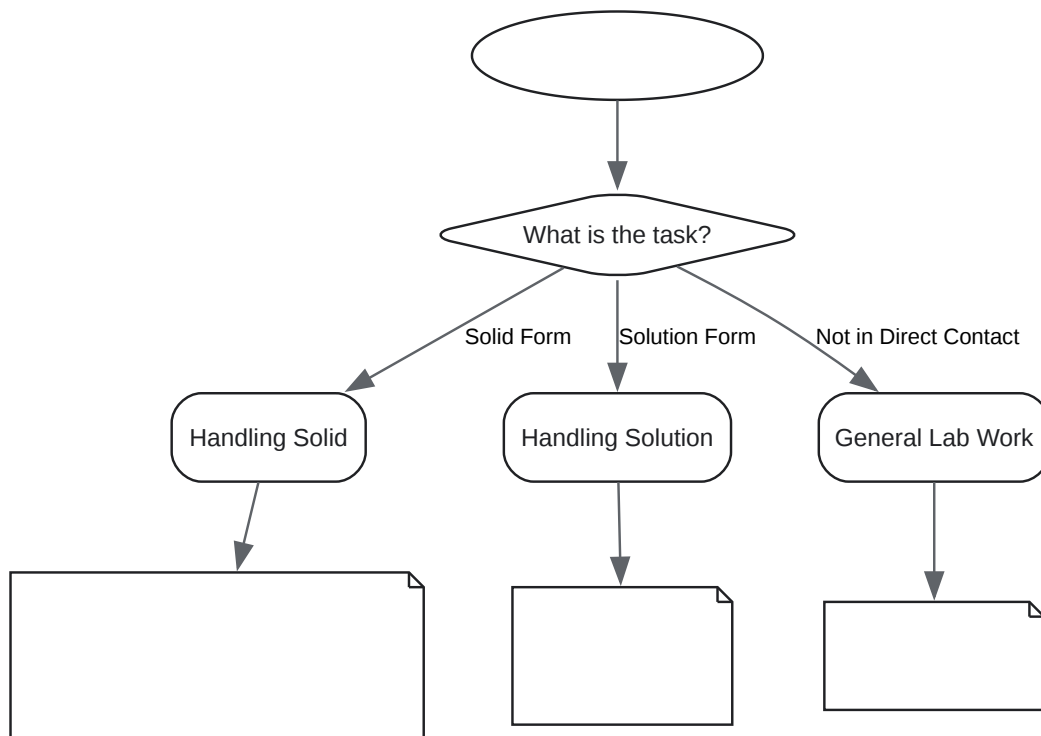 What is the task?
Solid Form
Solution Form
Not in Direct Contact
Handling Solid
Handling Solution
General Lab Work